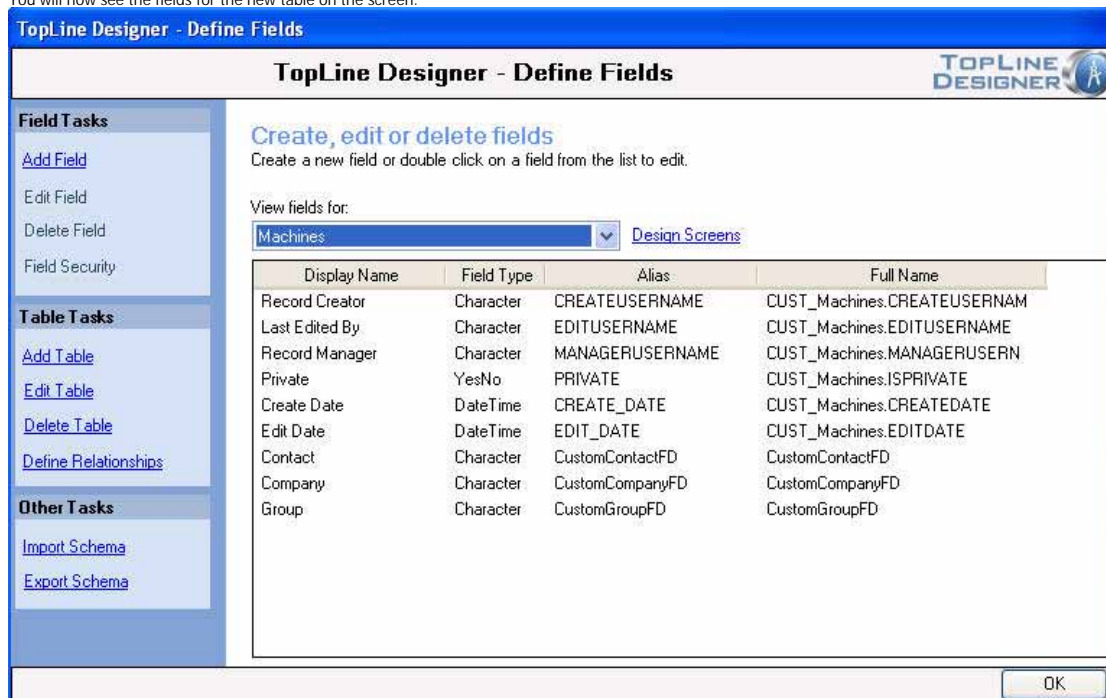 You will now see the fields for the new table on the screen.
TopLine Designer - Define Fields
TopLine Designer - Define Fields
TOPLINE
DESIGNER
Field Tasks
Add Field
Edit Field
Delete Field
Field Security
Table Tasks
Add Table
Edit Table
Delete Table
Define Relationships
Other Tasks
Import Schema
Export Schema
Create, edit or delete fields
Create a new field or double click on a field from the list to edit.
View fields for:
Machines Design Screens
Display Name Field Type Alias Full Name
Record Creator Character CREATEUSERNAME CUST_Machines.CREATEUSERNAM
Last Edited By Character EDITUSERNAME CUST_Machines.EDITUSERNAME
Record Manager Character MANAGERUSERNAME CUST_Machines.MANAGERUSERN
Private YesNo PRIVATE CUST_Machines.ISPRIVATE
Create Date DateTime CREATE_DATE CUST_Machines.CREATEDATE
Edit Date DateTime EDIT_DATE CUST_Machines.EDITDATE
Contact Character CustomContactFD CustomContactFD
Company Character CustomCompanyFD CustomCompanyFD
Group Character CustomGroupFD CustomGroupFD
OK